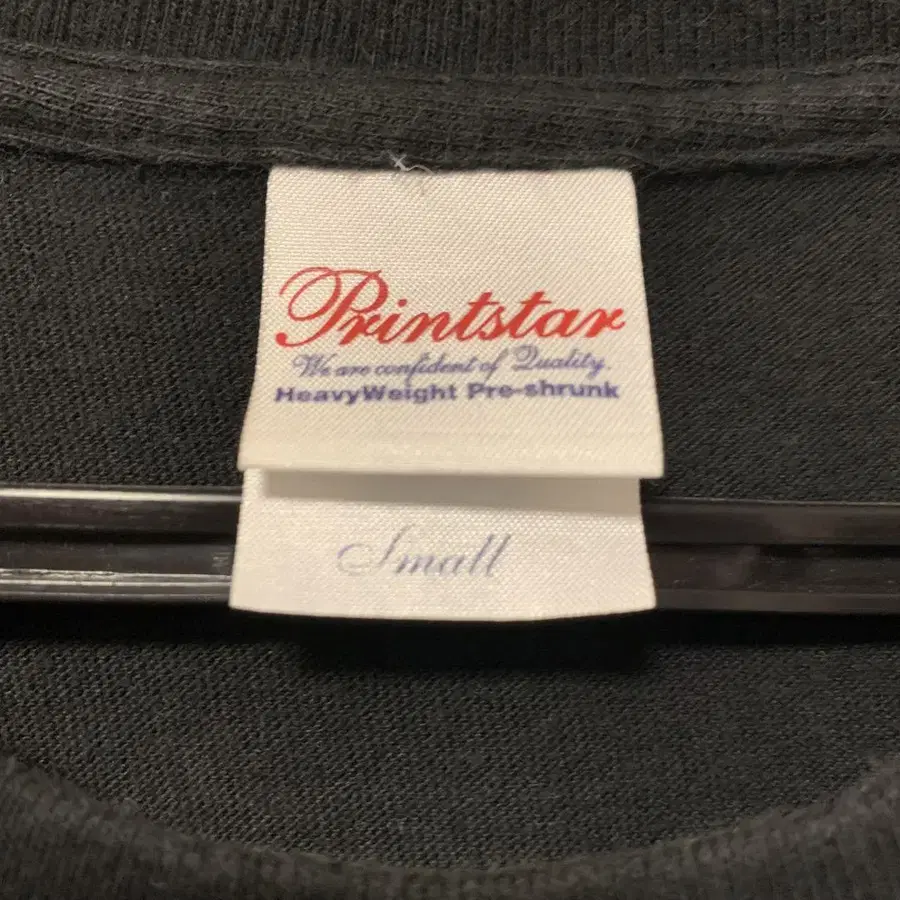 Printstar
We are confident of Quality.
HeavyWeight Pre-shrunk
Small